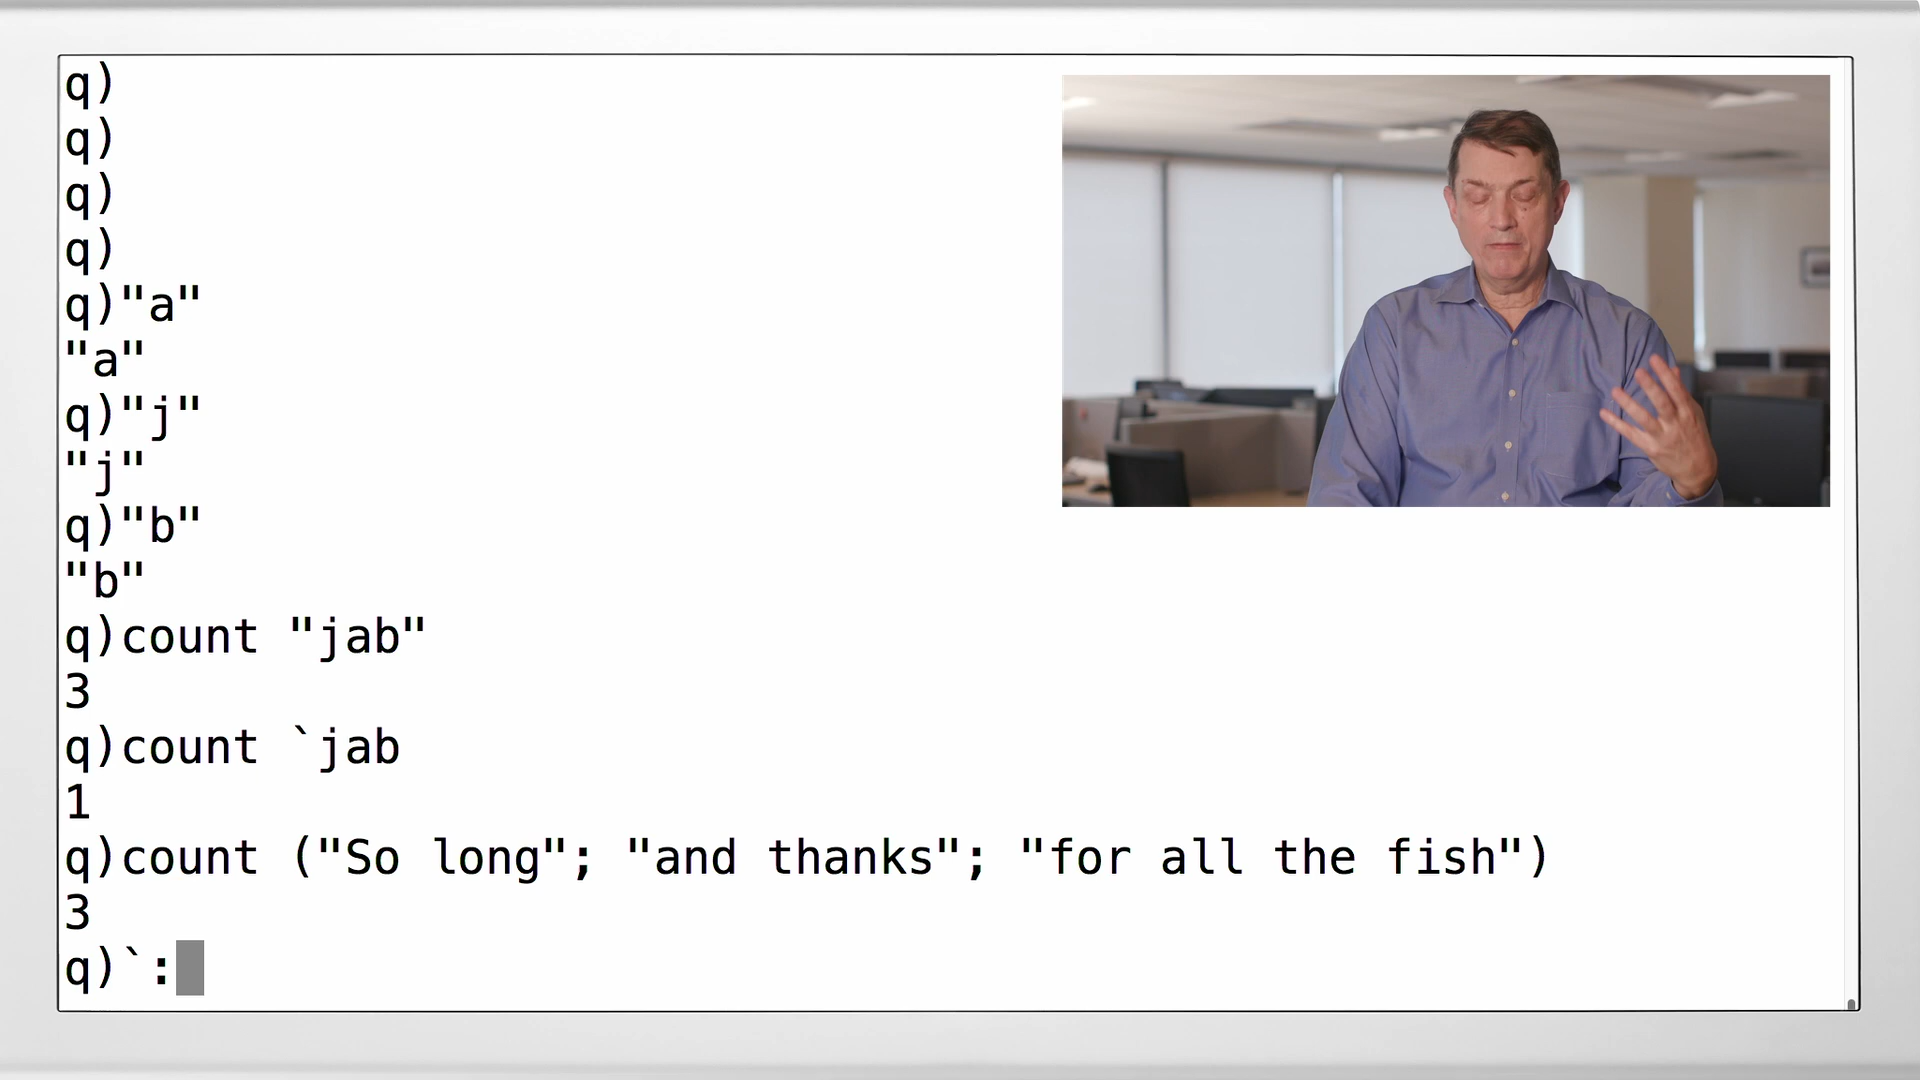 q)
q)
q)
q)
q)"a"
"a"
q)"j"
"j"
q)"b"
"b"
q)count "jab"
3
q)count `jab
1
q)count ("So long"; "and thanks"; "for all the fish")
3
q)`: